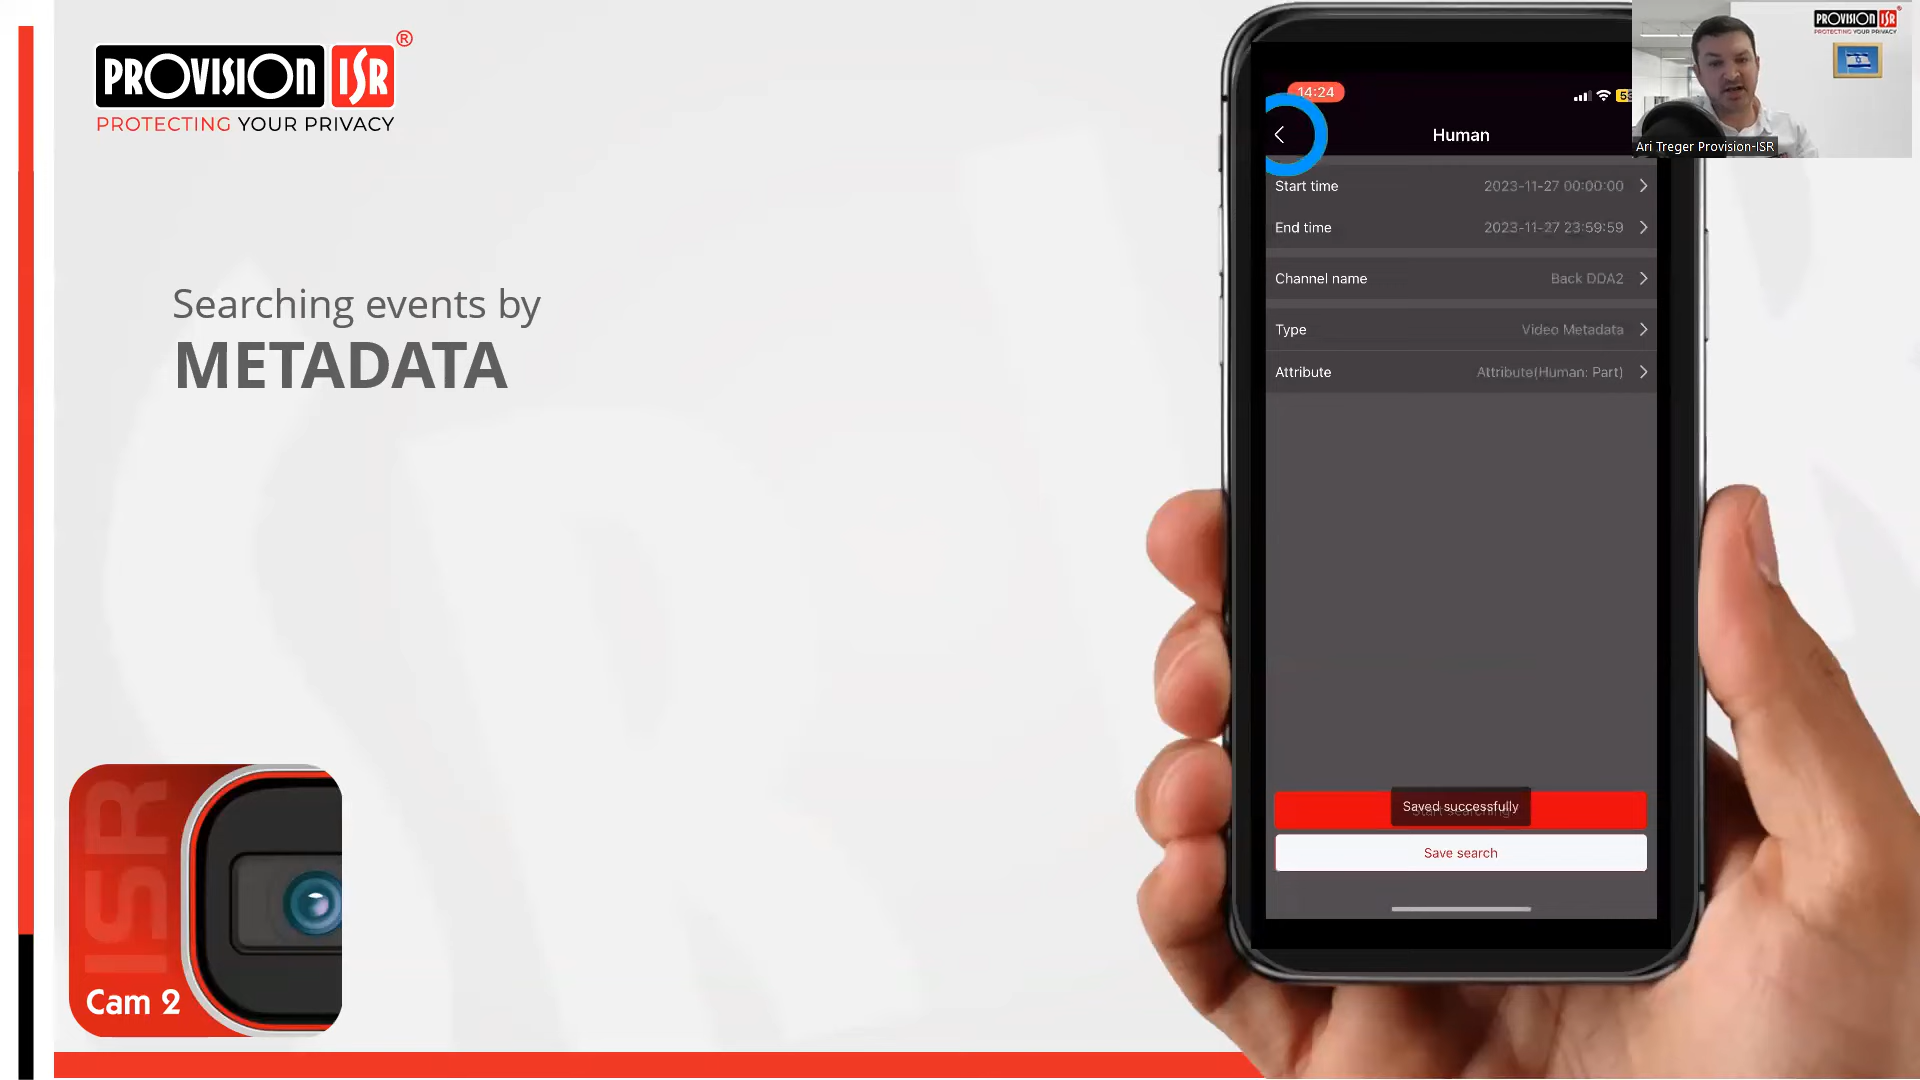 PROVISION ISR®
PROTECTING YOUR PRIVACY
Searching events by
METADATA
ISR
Cam 2
14:24
Human
Start time 2023-11-27 00:00:00
End time 2023-11-27 23:59:59
Channel name Back DDA2
Type Video Metadata
Attribute Attribute(Human: Part)
Saved successfully
Start searching
Save search
PROVISION ISR®
PROTECTING YOUR PRIVACY
Ari Treger Provision-ISR